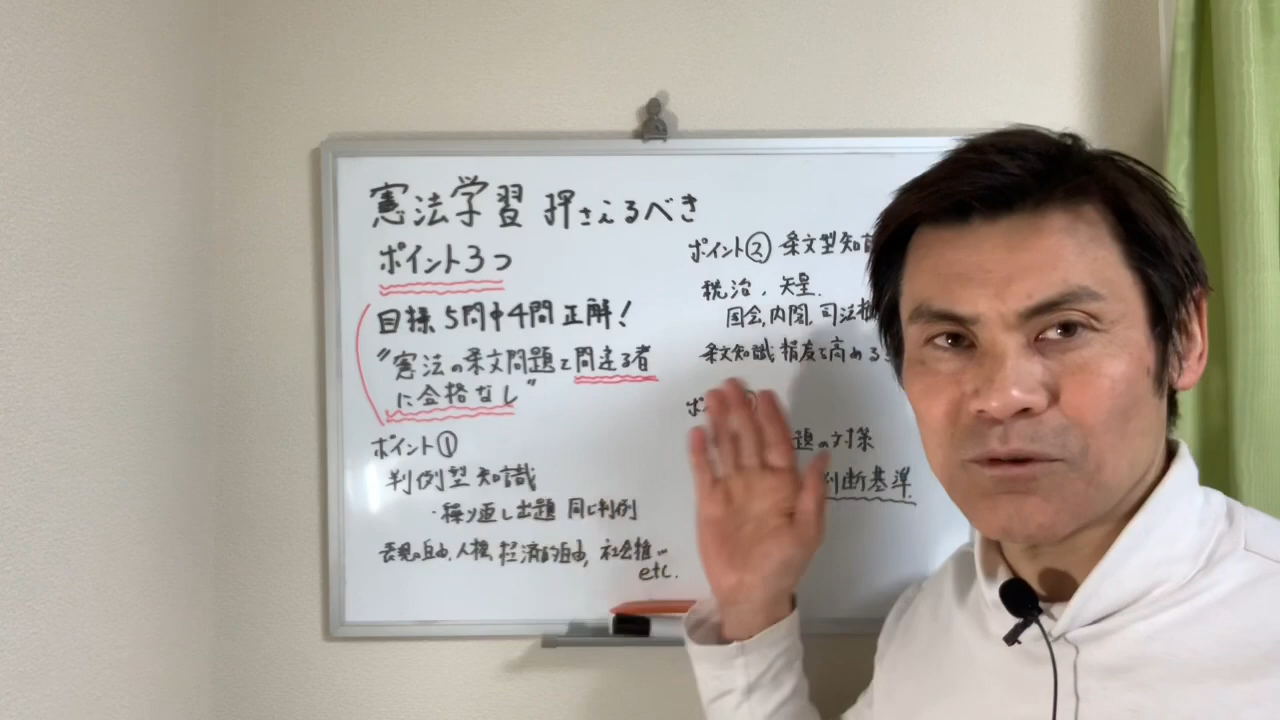 憲法学習 押さえるべき
ポイント3つ
目標、5問中4問正解!
"憲法の条文問題で間違る者
に合格なし"
ポイント①
判例型知識
・繰り返し出題 同じ判例
表現の自由、人権、経済的自由、社会権…
etc.
ポイント② 条文型知
統治、
国会、内閣、司法権
条文知識 精度を高める
ポ
題の対策
判断基準